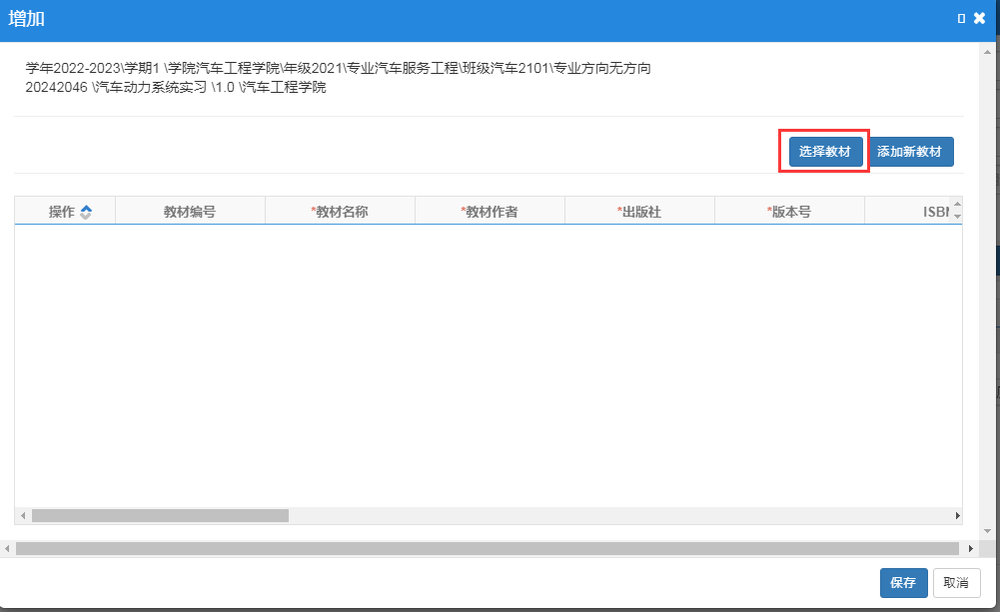 增加
学年2022-2023\学期1 \学院汽车工程学院\年级2021\专业汽车服务工程\班级汽车2101\专业方向无方向
20242046 \汽车动力系统实习 \1.0 \汽车工程学院
选择教材 添加新教材
操作 教材编号 *教材名称 *教材作者 *出版社 *版本号 ISBN
保存 取消